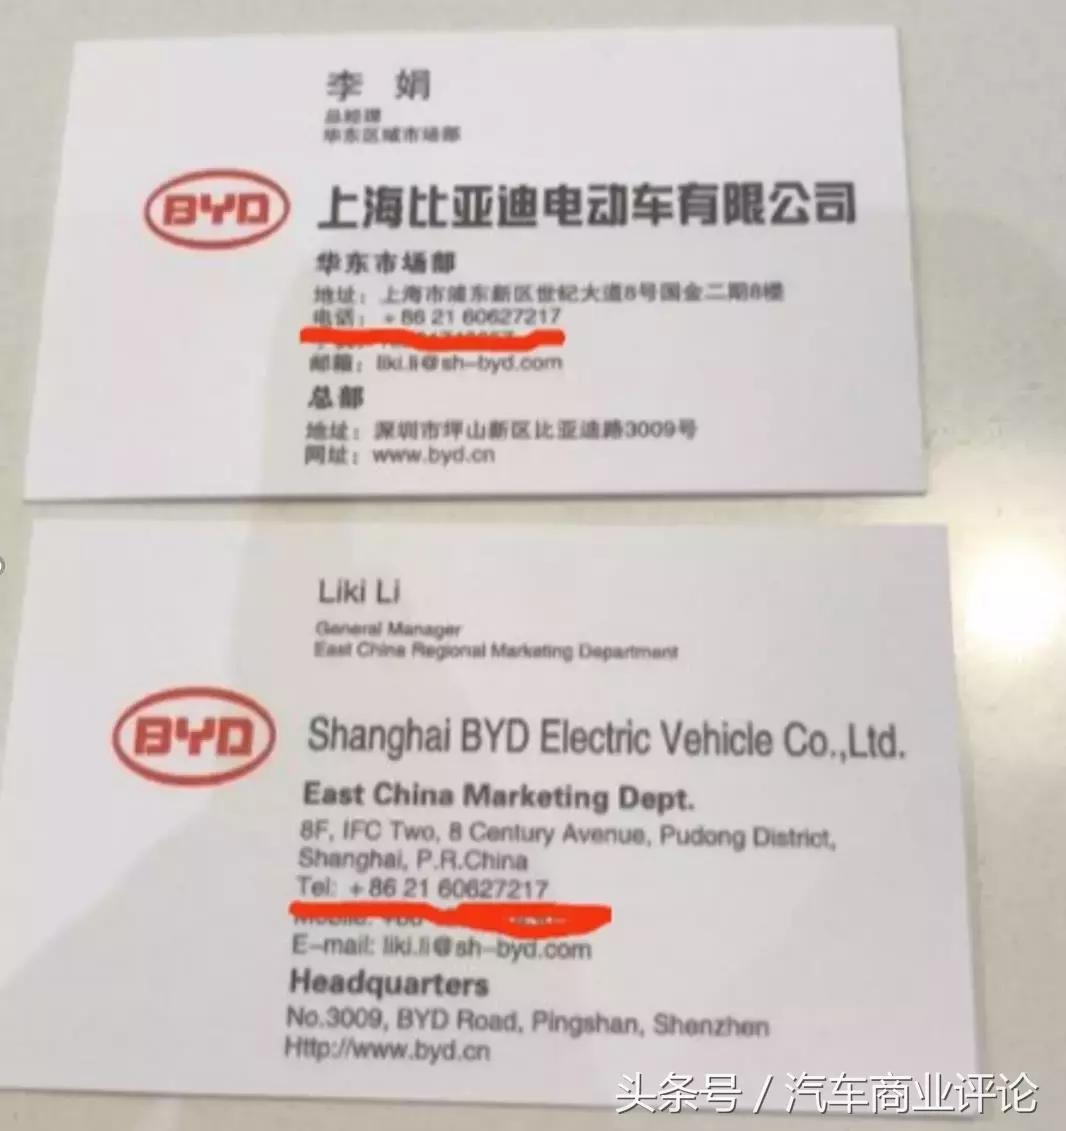 李 娟
总经理
华东区域市场部
BYD
上海比亚迪电动车有限公司
华东市场部
地址：上海市浦东新区世纪大道8号国金二期8楼
电话：+86 21 60627217
邮箱：liki.li@sh-byd.com
总部
地址：深圳市坪山新区比亚迪路3009号
网址：www.byd.cn
Liki Li
General Manager
East China Regional Marketing Department
BYD
Shanghai BYD Electric Vehicle Co.,Ltd.
East China Marketing Dept.
8F, IFC Two, 8 Century Avenue, Pudong District,
Shanghai, P.R.China
Tel: +86 21 60627217
E-mail: liki.li@sh-byd.com
Headquarters
No.3009, BYD Road, Pingshan, Shenzhen
Http://www.byd.cn
头条号 / 汽车商业评论